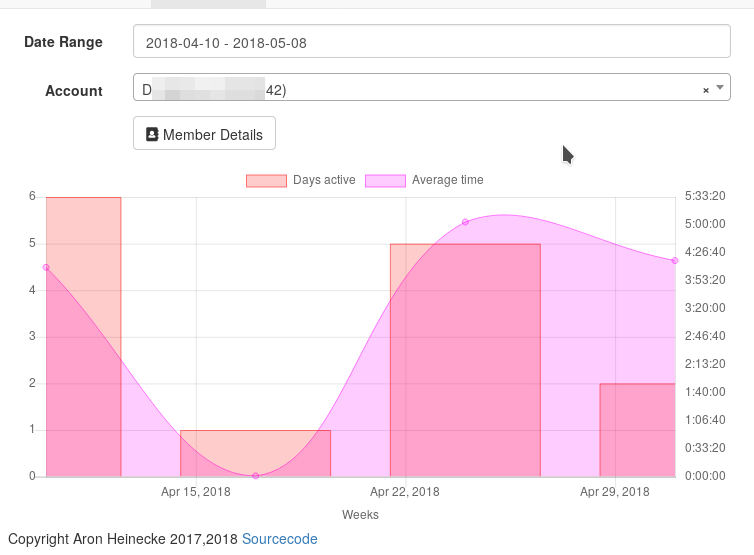 Date Range 2018-04-10 - 2018-05-08
Account D 42) × 
Member Details
Days active Average time
6 5:33:20
5:00:00
5 4:26:40
4 3:53:20
3:20:00
3 2:46:40
2 2:13:20
1:40:00
1 1:06:40
0:33:20
0 0:00:00
Apr 15, 2018 Apr 22, 2018 Apr 29, 2018
Weeks
Copyright Aron Heinecke 2017,2018 Sourcecode